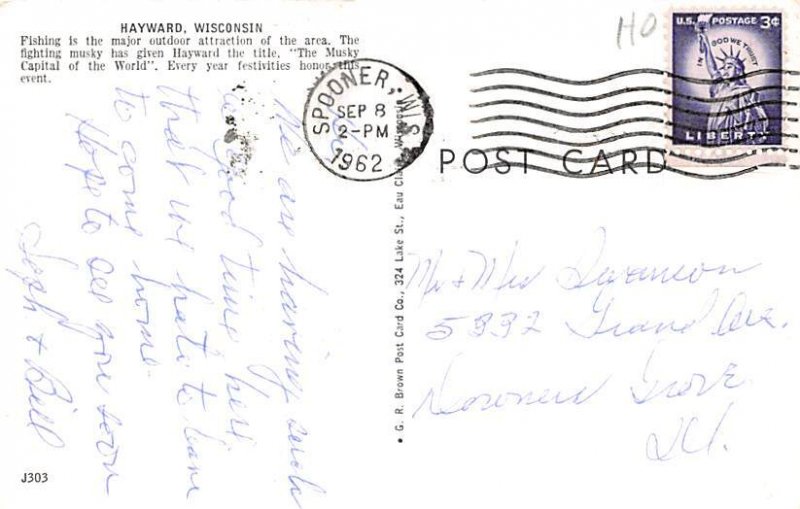 HAYWARD, WISCONSIN
Fishing is the major outdoor attraction of the area. The
fighting musky has given Hayward the title, "The Musky
Capital of the World". Every year festivities honor this
event.
We are having such
a good time here
that we hate to have
to come home.
Hope to see you soon
& Bill
J303
G. R. Brown Post Card Co., 324 Lake St., Eau Claire,
SPOONER, WIS.
SEP 8
2-PM
1962
HO
U.S. POSTAGE 3¢
IN GOD WE TRUST
LIBERTY
POST CARD
Mr & Mrs Swanson
5332 Grand Ave.
Downers Grove
Ill.